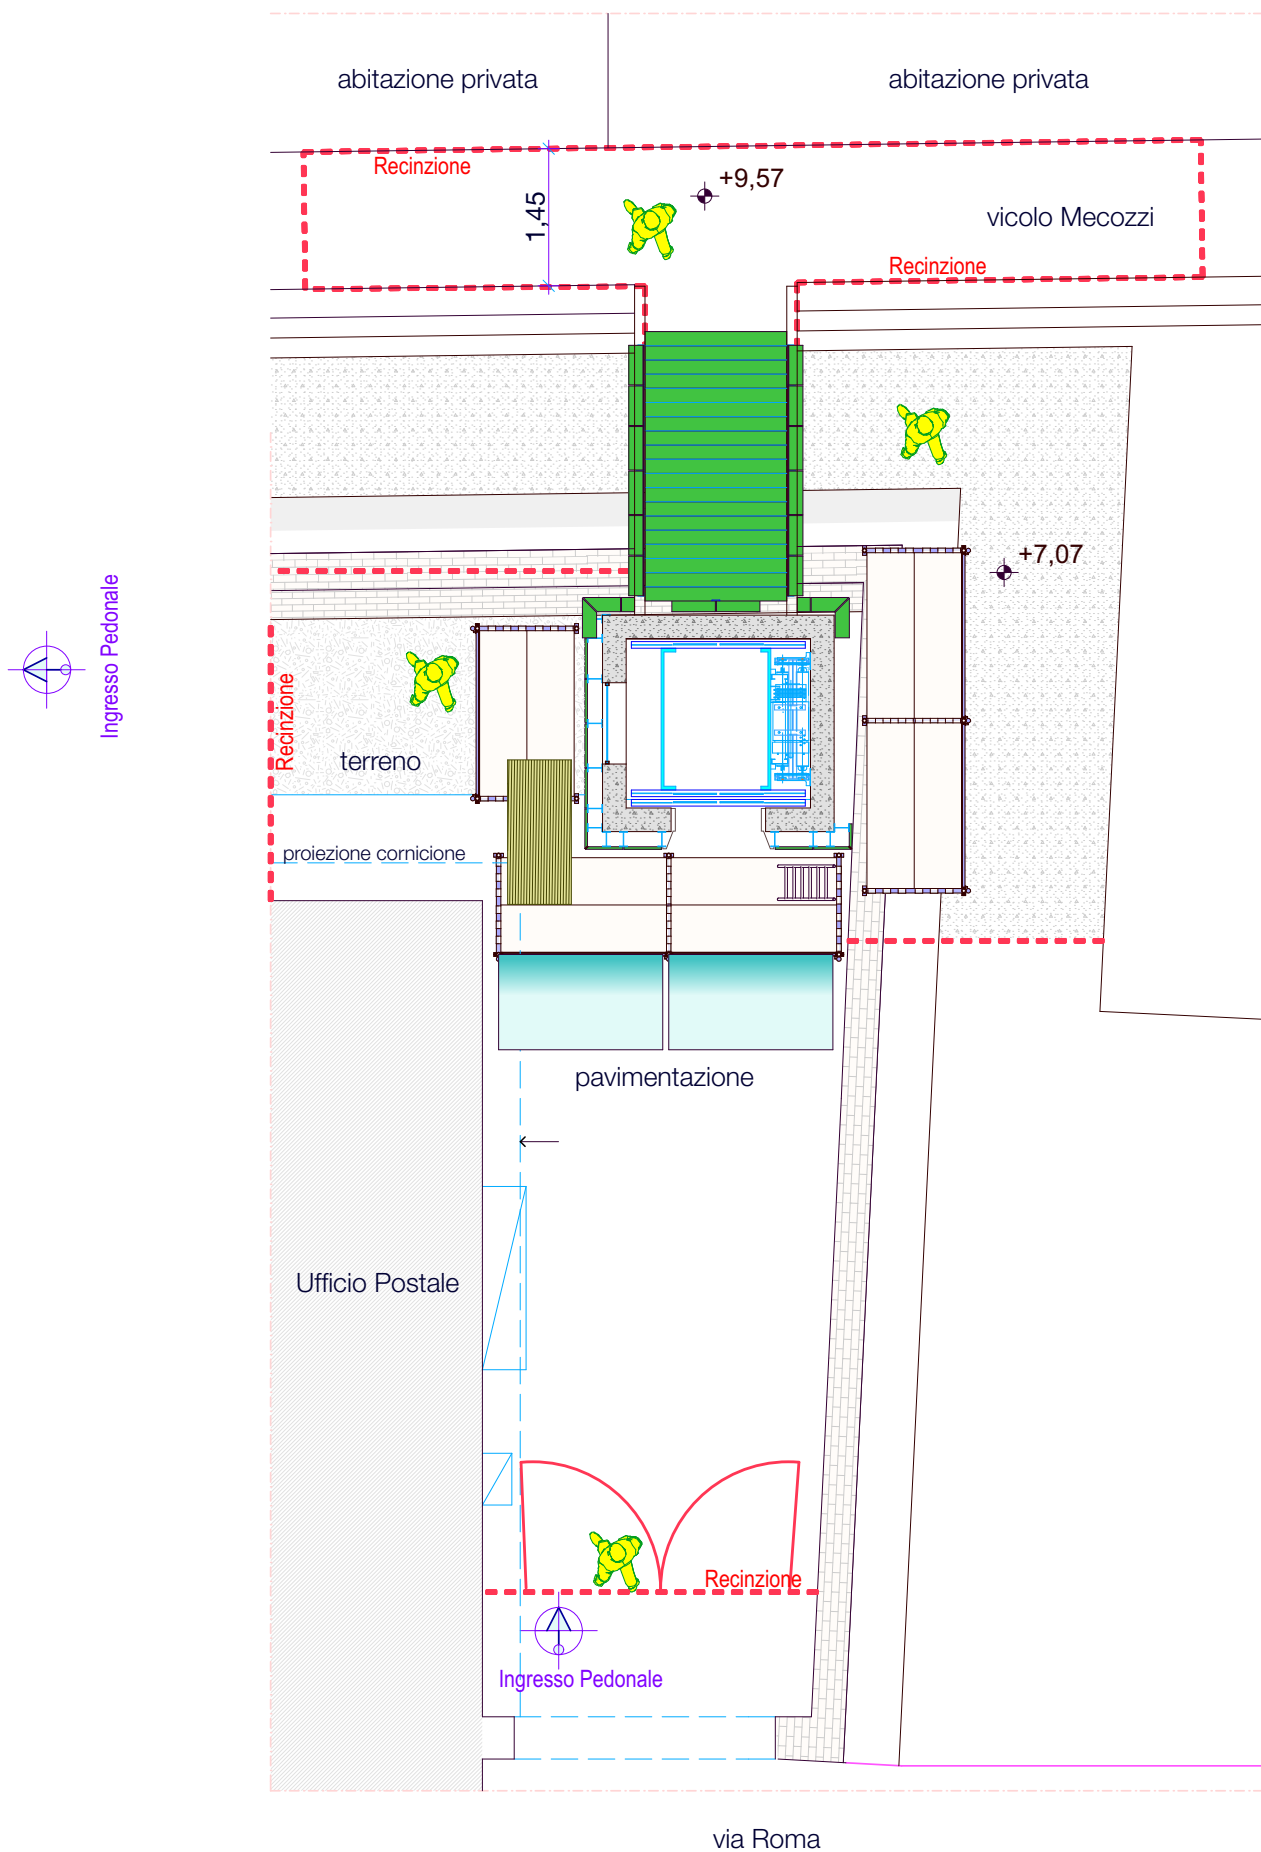 abitazione privata
abitazione privata
Recinzione
+9,57
1,45
vicolo Mecozzi
Recinzione
+7,07
Ingresso Pedonale
Recinzione
terreno
proiezione cornicione
pavimentazione
Ufficio Postale
Recinzione
Ingresso Pedonale
via Roma